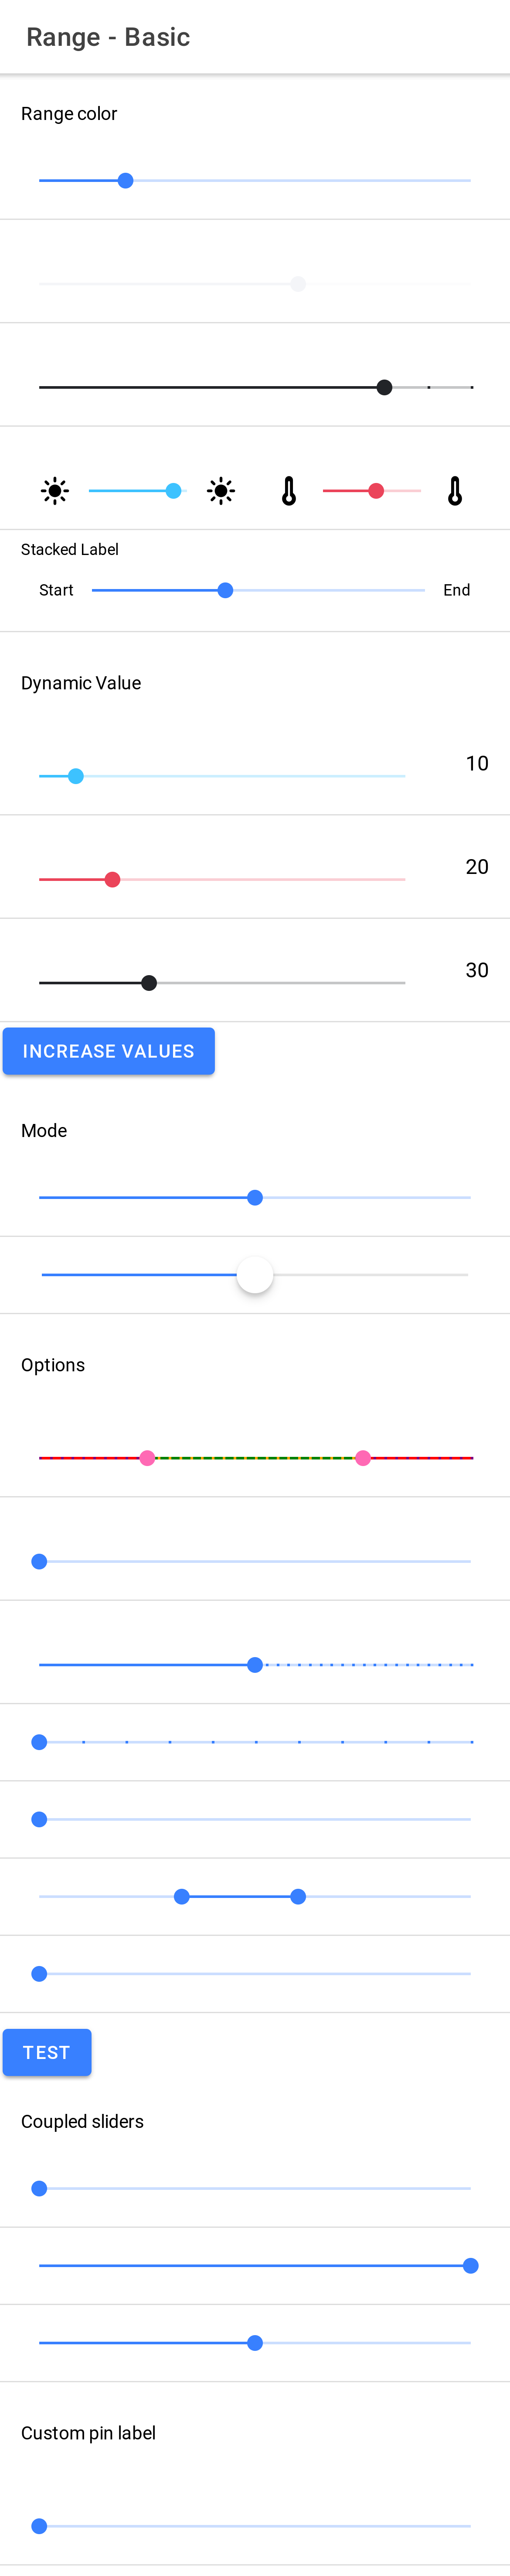 Range - Basic
Range color
Stacked Label
Start End
Dynamic Value
10
20
30
INCREASE VALUES
Mode
Options
TEST
Coupled sliders
Custom pin label